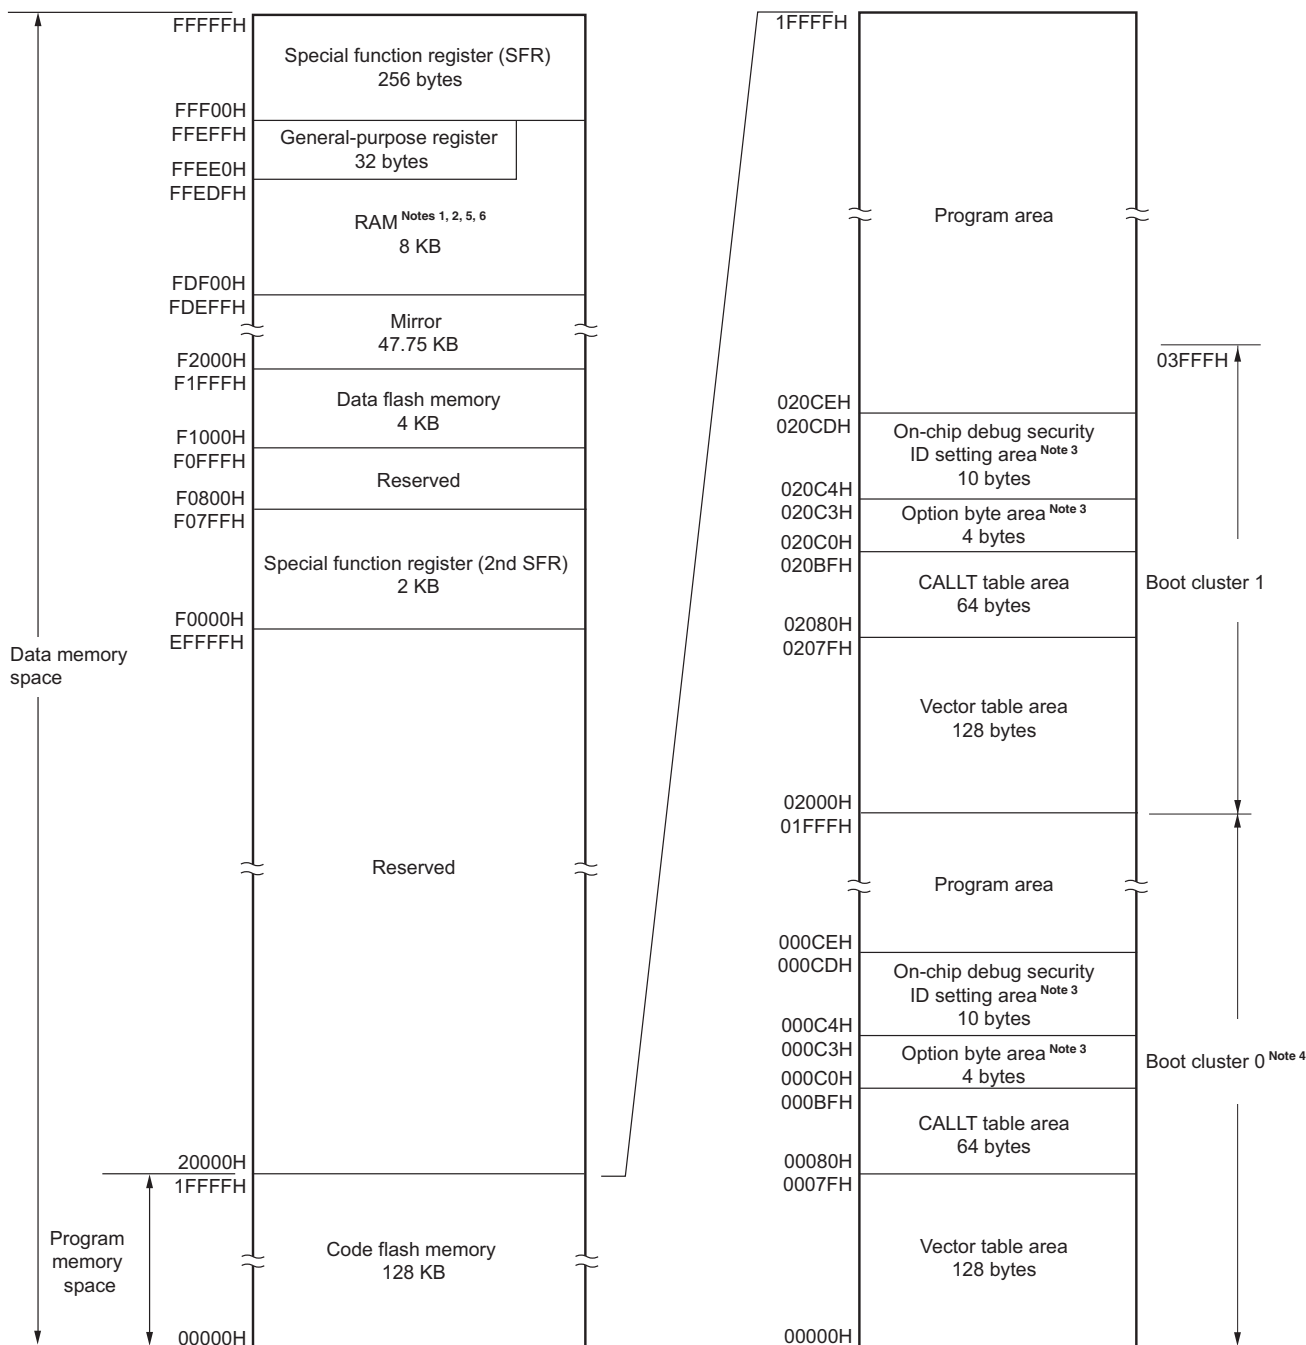 FFFFFH
Special function register (SFR)
256 bytes
FFF00H
FFEFFH
General-purpose register
32 bytes
FFEE0H
FFEDFH
RAM Notes 1, 2, 5, 6
8 KB
FDF00H
FDEFFH
Mirror
47.75 KB
F2000H
F1FFFH
Data flash memory
4 KB
F1000H
F0FFFH
Reserved
F0800H
F07FFH
Special function register (2nd SFR)
2 KB
F0000H
EFFFFH
Data memory
space
Reserved
20000H
1FFFFH
Program
memory
space
Code flash memory
128 KB
00000H
1FFFFH
Program area
03FFFH
020CEH
020CDH
On-chip debug security
ID setting area Note 3
10 bytes
020C4H
020C3H
Option byte area Note 3
4 bytes
020C0H
020BFH
CALLT table area
64 bytes
Boot cluster 1
02080H
0207FH
Vector table area
128 bytes
02000H
01FFFH
Program area
000CEH
000CDH
On-chip debug security
ID setting area Note 3
10 bytes
000C4H
000C3H
Option byte area Note 3
4 bytes
Boot cluster 0 Note 4
000C0H
000BFH
CALLT table area
64 bytes
00080H
0007FH
Vector table area
128 bytes
00000H